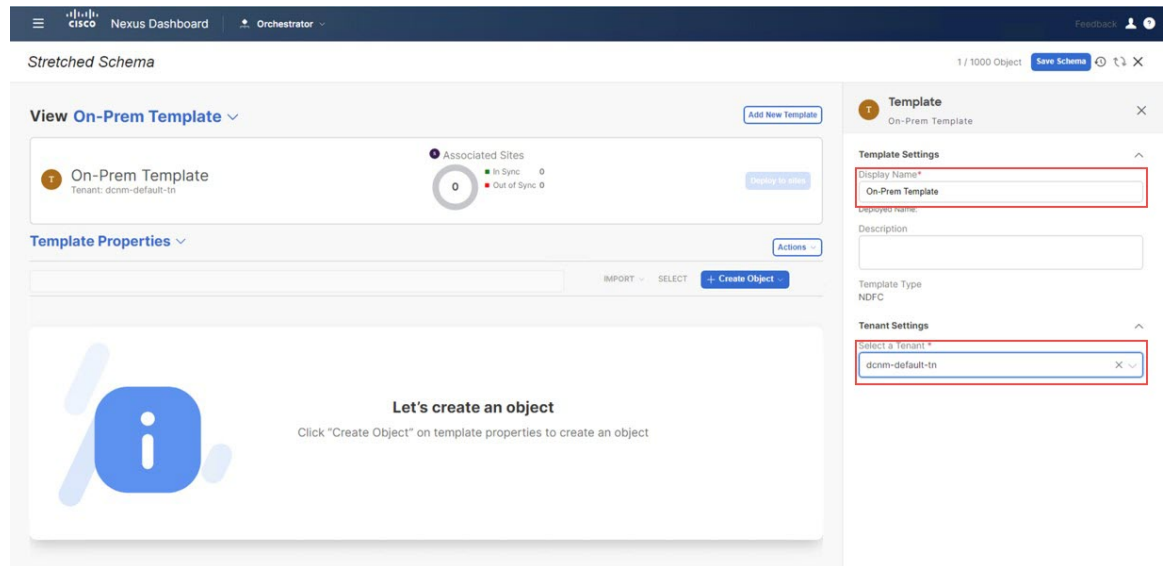 CISCO Nexus Dashboard Orchestrator Feedback
Stretched Schema 1 / 1000 Object Save Schema
View On-Prem Template Add New Template
T On-Prem Template
Tenant: dcnm-default-tn
Associated Sites
0
In Sync 0
Out of Sync 0
Deploy to sites
Template Properties Actions
IMPORT SELECT + Create Object
Let's create an object
Click "Create Object" on template properties to create an object
T Template
On-Prem Template
Template Settings
Display Name*
On-Prem Template
Deployed Name:
Description
Template Type
NDFC
Tenant Settings
Select a Tenant *
dcnm-default-tn